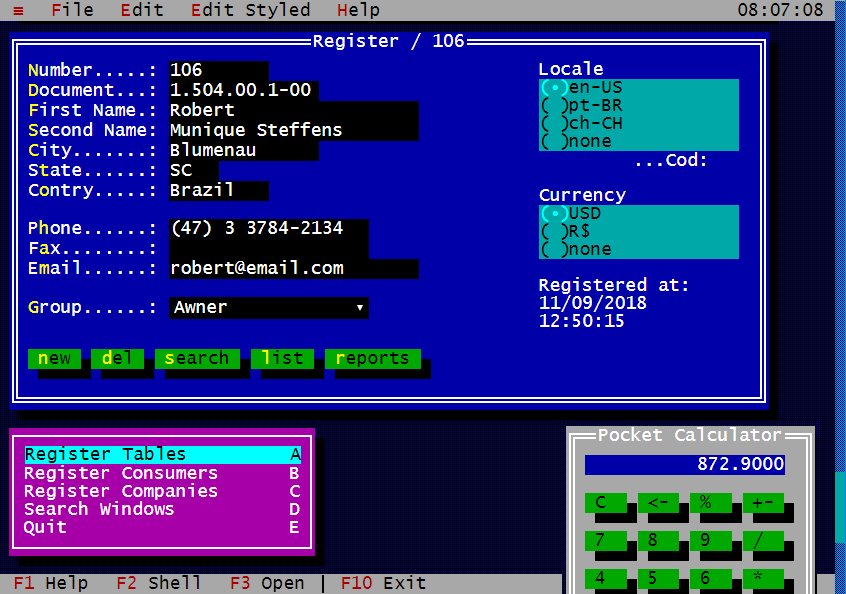 ≡ File Edit Edit Styled Help 08:07:08
Register / 106
Number.....: 106
Document...: 1.504.00.1-00
First Name.: Robert
Second Name: Munique Steffens
City.......: Blumenau
State......: SC
Contry.....: Brazil
Phone......: (47) 3 3784-2134
Fax........:
Email......: robert@email.com
Group......: Awner ▼
new del search list reports
Locale
(•)en-US
( )pt-BR
( )ch-CH
( )none
...Cod:
Currency
(•)USD
( )R$
( )none
Registered at:
11/09/2018
12:50:15
Register Tables A
Register Consumers B
Register Companies C
Search Windows D
Quit E
Pocket Calculator
872.9000
C <- % +-
7 8 9 /
4 5 6 *
F1 Help F2 Shell F3 Open | F10 Exit